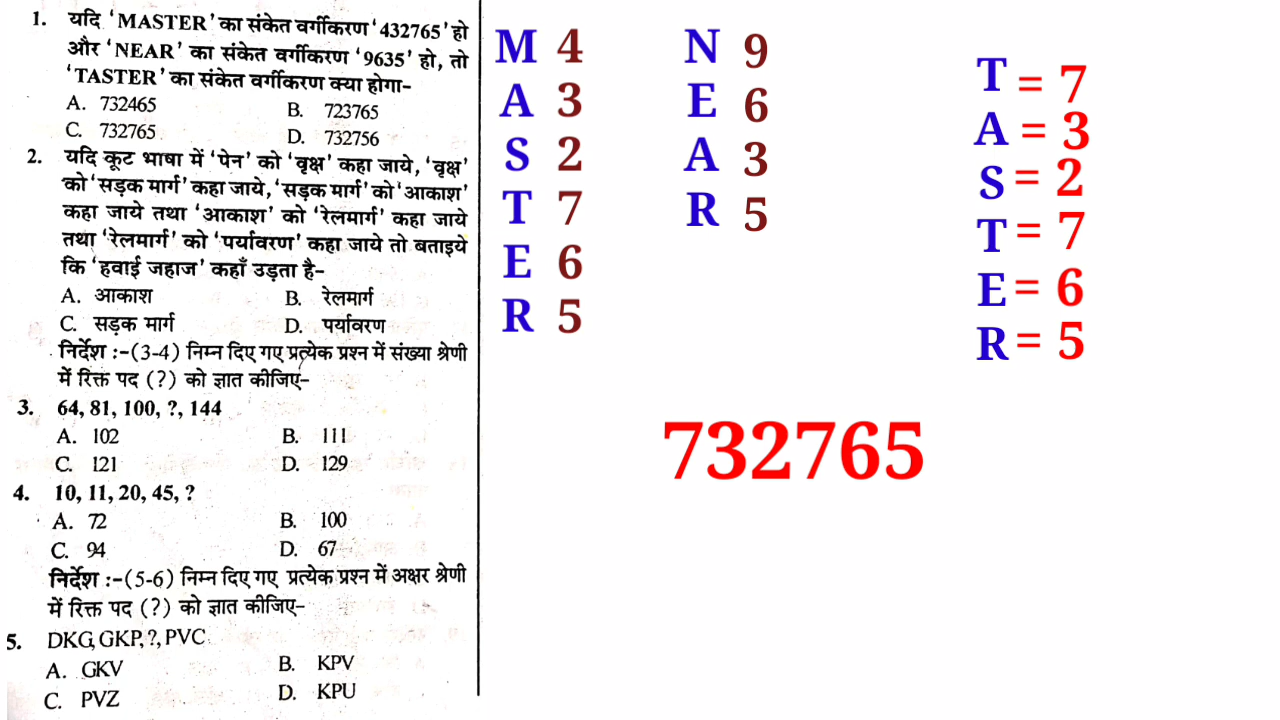 1. यदि 'MASTER' का संकेत वर्गीकरण '432765' हो
और 'NEAR' का संकेत वर्गीकरण '9635' हो, तो
'TASTER' का संकेत वर्गीकरण क्या होगा-
A. 732465 B. 723765
C. 732765 D. 732756
2. यदि कूट भाषा में 'पेन' को 'वृक्ष' कहा जाये, 'वृक्ष'
को 'सड़क मार्ग' कहा जाये, 'सड़क मार्ग' को 'आकाश'
कहा जाये तथा 'आकाश' को 'रेलमार्ग' कहा जाये
तथा 'रेलमार्ग' को 'पर्यावरण' कहा जाये तो बताइये
कि 'हवाई जहाज' कहाँ उड़ता है-
A. आकाश B. रेलमार्ग
C. सड़क मार्ग D. पर्यावरण
निर्देश :-(3-4) निम्न दिए गए प्रत्येक प्रश्न में संख्या श्रेणी
में रिक्त पद (?) को ज्ञात कीजिए-
3. 64, 81, 100, ?, 144
A. 102 B. 111
C. 121 D. 129
4. 10, 11, 20, 45, ?
A. 72 B. 100
C. 94 D. 67
निर्देश :-(5-6) निम्न दिए गए प्रत्येक प्रश्न में अक्षर श्रेणी
में रिक्त पद (?) को ज्ञात कीजिए-
5. DKG, GKP, ?, PVC
A. GKV B. KPV
C. PVZ D. KPU
M 4
A 3
S 2
T 7
E 6
R 5
N 9
E 6
A 3
R 5
T = 7
A = 3
S = 2
T = 7
E = 6
R = 5
732765